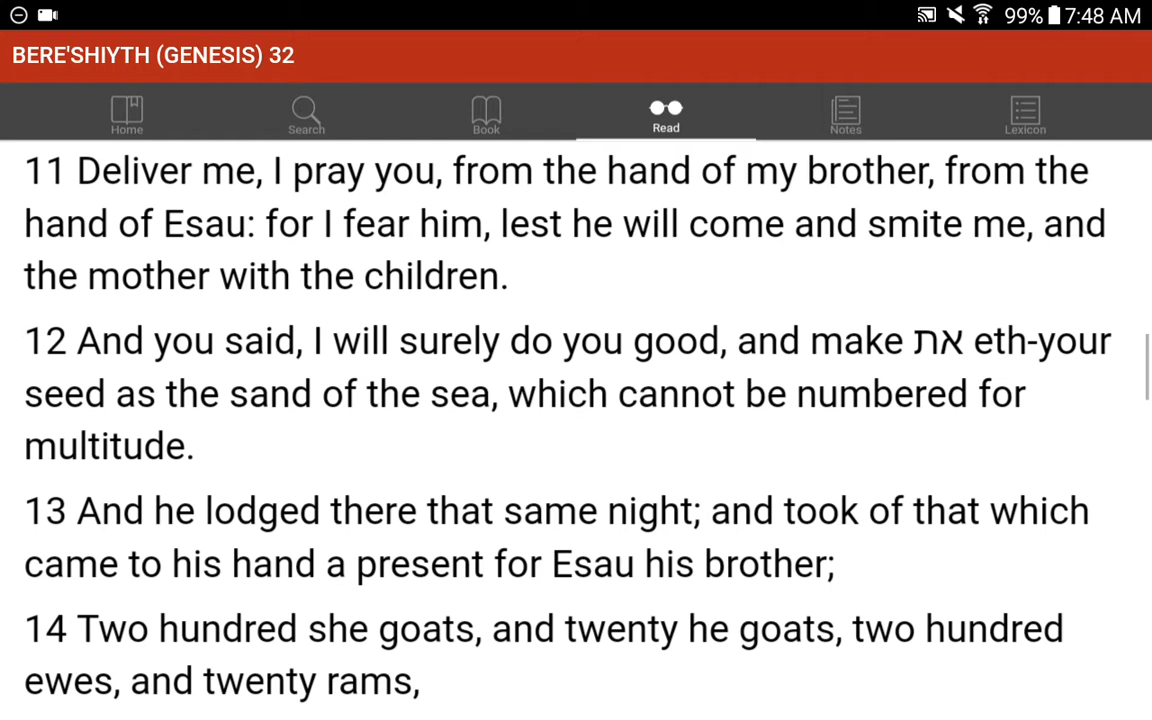 99% 7:48 AM
BERE'SHIYTH (GENESIS) 32
Home Search Book Read Notes Lexicon
11 Deliver me, I pray you, from the hand of my brother, from the
hand of Esau: for I fear him, lest he will come and smite me, and
the mother with the children.
12 And you said, I will surely do you good, and make את eth-your
seed as the sand of the sea, which cannot be numbered for
multitude.
13 And he lodged there that same night; and took of that which
came to his hand a present for Esau his brother;
14 Two hundred she goats, and twenty he goats, two hundred
ewes, and twenty rams,